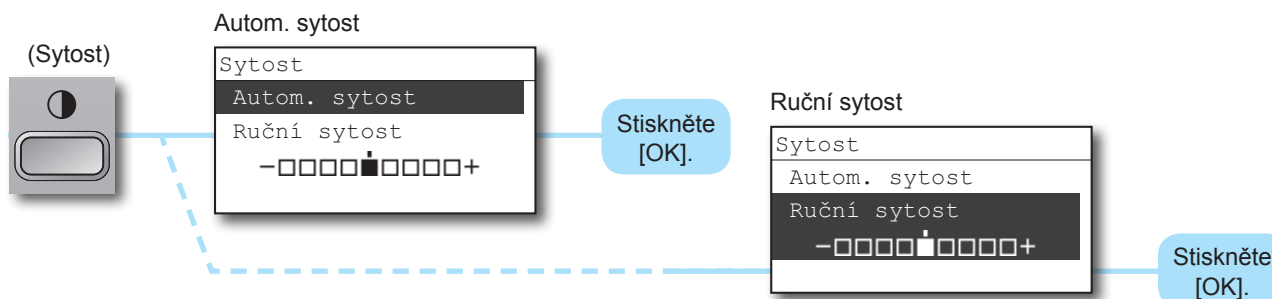 Autom. sytost
(Sytost)
Sytost
Autom. sytost
Ruční sytost
−□□□□■□□□□+
Stiskněte
[OK].
Ruční sytost
Sytost
Autom. sytost
Ruční sytost
−□□□□■□□□□+
Stiskněte
[OK].